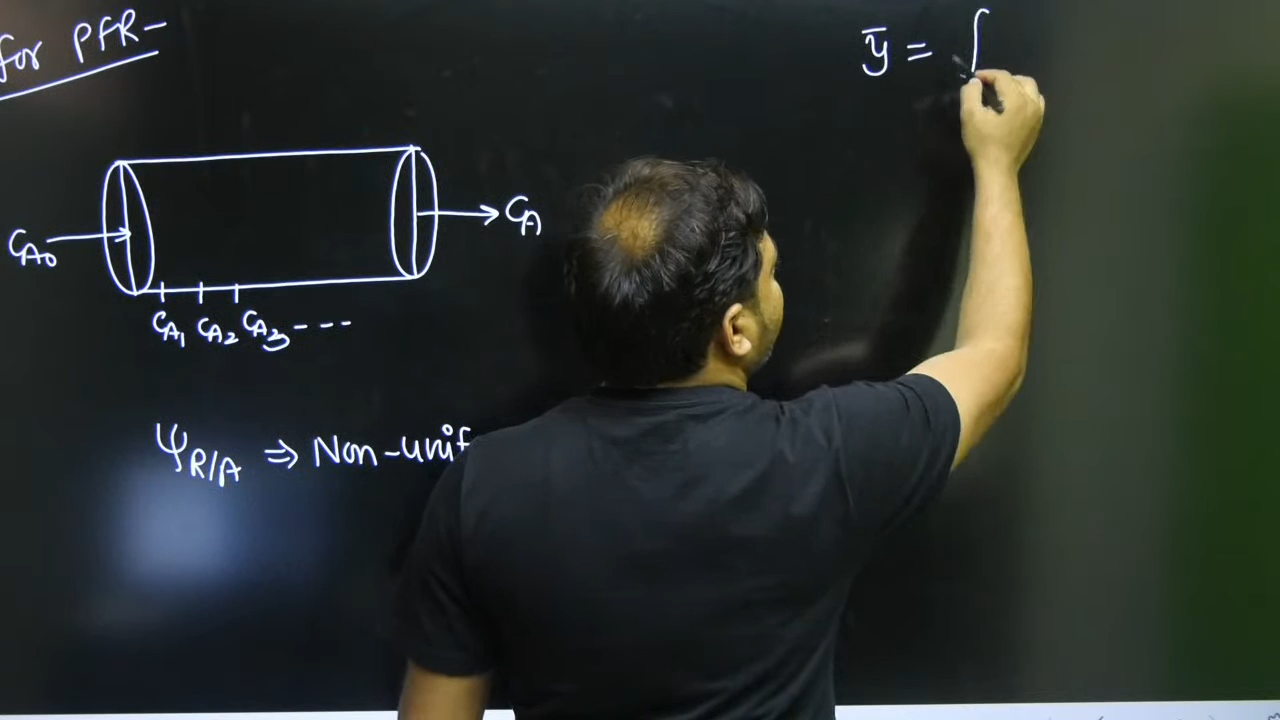 for PFR-
ȳ = ∫
C_A0
C_A
C_A1 C_A2 C_A3 ----
Ψ_R/A ⇒ Non-unif